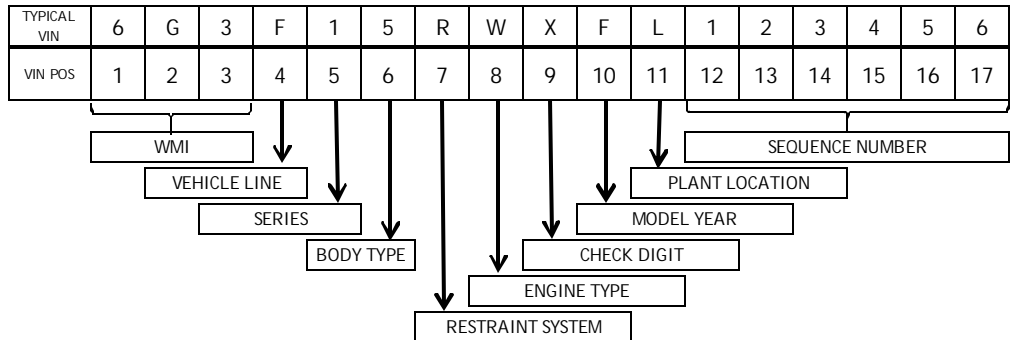 TYPICAL VIN 6 G 3 F 1 5 R W X F L 1 2 3 4 5 6
VIN POS 1 2 3 4 5 6 7 8 9 10 11 12 13 14 15 16 17
WMI SEQUENCE NUMBER
VEHICLE LINE PLANT LOCATION
SERIES MODEL YEAR
BODY TYPE CHECK DIGIT
ENGINE TYPE
RESTRAINT SYSTEM